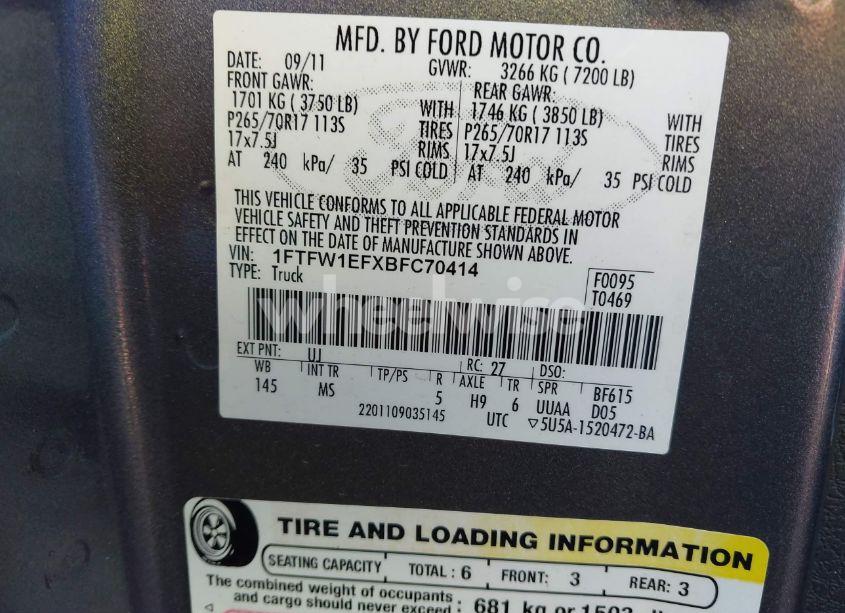 MFD. BY FORD MOTOR CO.
DATE: 09/11 GVWR: 3266 KG ( 7200 LB)
FRONT GAWR: REAR GAWR:
1701 KG ( 3750 LB) WITH 1746 KG ( 3850 LB) WITH
P265/70R17 113S TIRES P265/70R17 113S TIRES
17x7.5J RIMS 17x7.5J RIMS
AT 240 kPa/ 35 PSI COLD AT 240 kPa/ 35 PSI COLD
THIS VEHICLE CONFORMS TO ALL APPLICABLE FEDERAL MOTOR
VEHICLE SAFETY AND THEFT PREVENTION STANDARDS IN
EFFECT ON THE DATE OF MANUFACTURE SHOWN ABOVE.
VIN: 1FTFW1EFXBFC70414
TYPE: Truck
F0095
T0469
wheelwise
EXT PNT: UJ RC: 27 DSO:
WB INT TR TP/PS R AXLE TR SPR BF615
145 MS 5 H9 6 UUAA D05
2201109035145 UTC ▽5U5A-1520472-BA
TIRE AND LOADING INFORMATION
SEATING CAPACITY TOTAL : 6 FRONT: 3 REAR: 3
The combined weight of occupants
and cargo should never exceed : 681 kg or